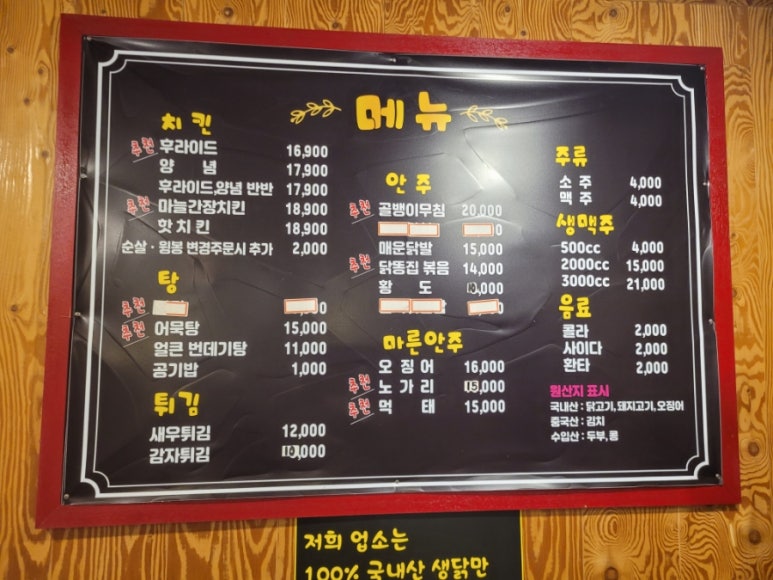 메뉴
치킨
추천 후라이드 16,900
양념 17,900
후라이드,양념 반반 17,900
추천 마늘간장치킨 18,900
핫치킨 18,900
순살·윙봉 변경주문시 추가 2,000
탕
추천
추천 어묵탕 15,000
얼큰 번데기탕 11,000
공기밥 1,000
튀김
새우튀김 12,000
감자튀김 10,000
안주
추천 골뱅이무침 20,000
매운닭발 15,000
추천 닭똥집 볶음 14,000
황도
마른안주
오징어 16,000
추천 노가리 15,000
추천 먹태 15,000
주류
소주 4,000
맥주 4,000
생맥주
500cc 4,000
2000cc 15,000
3000cc 21,000
음료
콜라 2,000
사이다 2,000
환타 2,000
원산지 표시
국내산 : 닭고기, 돼지고기, 오징어
중국산 : 김치
수입산 : 두부, 콩
저희 업소는
100% 국내산 생닭만